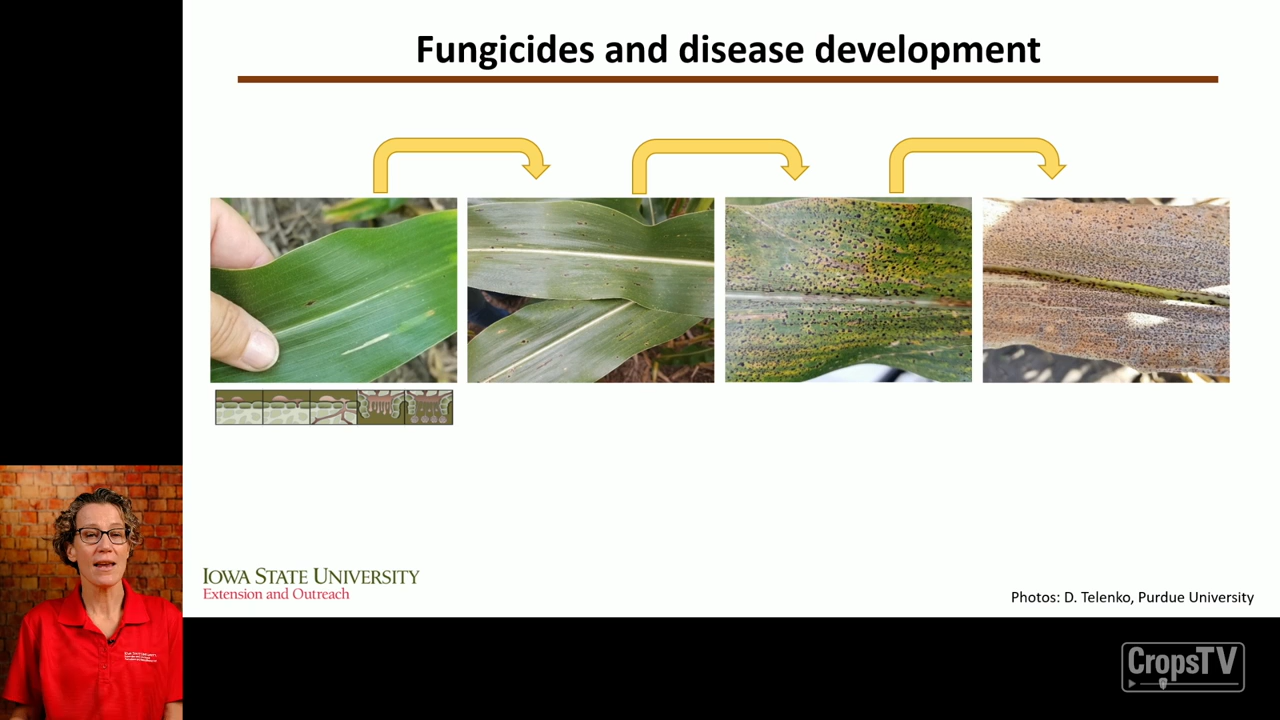 Fungicides and disease development
IOWA STATE UNIVERSITY
Extension and Outreach
Photos: D. Telenko, Purdue University
CropsTV